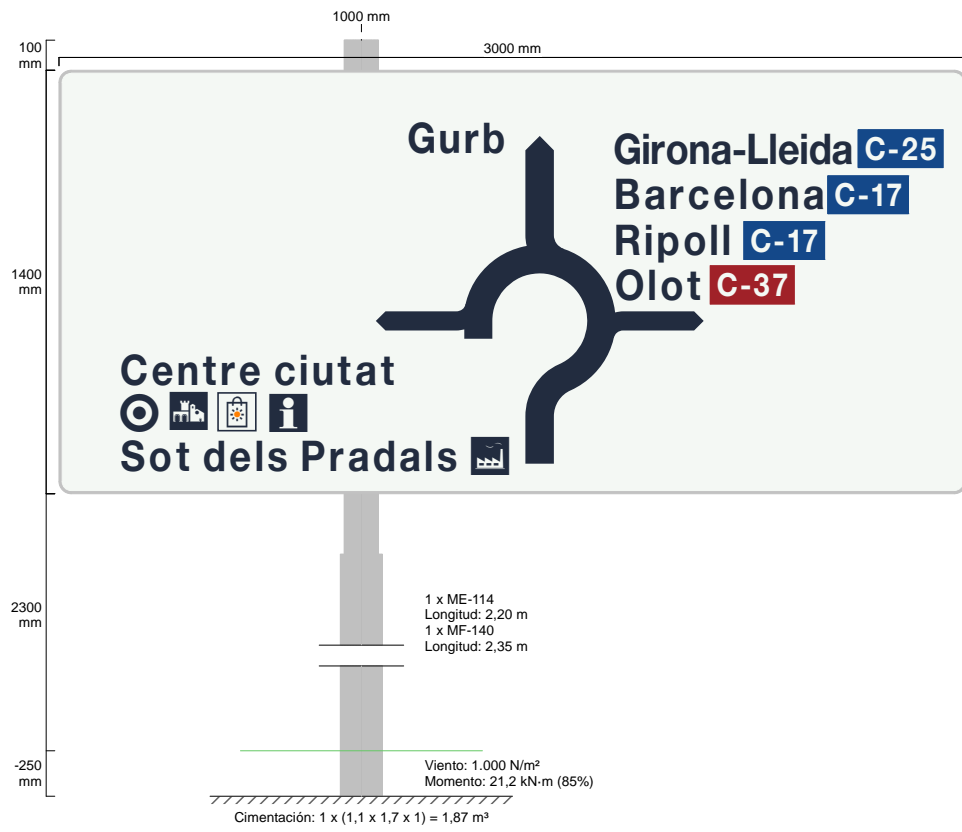 1000 mm
100
mm
3000 mm
Gurb
Girona-Lleida C-25
Barcelona C-17
Ripoll C-17
Olot C-37
1400
mm
Centre ciutat
i
Sot dels Pradals
2300
mm
1 x ME-114
Longitud: 2,20 m
1 x MF-140
Longitud: 2,35 m
-250
mm
Viento: 1.000 N/m²
Momento: 21,2 kN·m (85%)
Cimentación: 1 x (1,1 x 1,7 x 1) = 1,87 m³